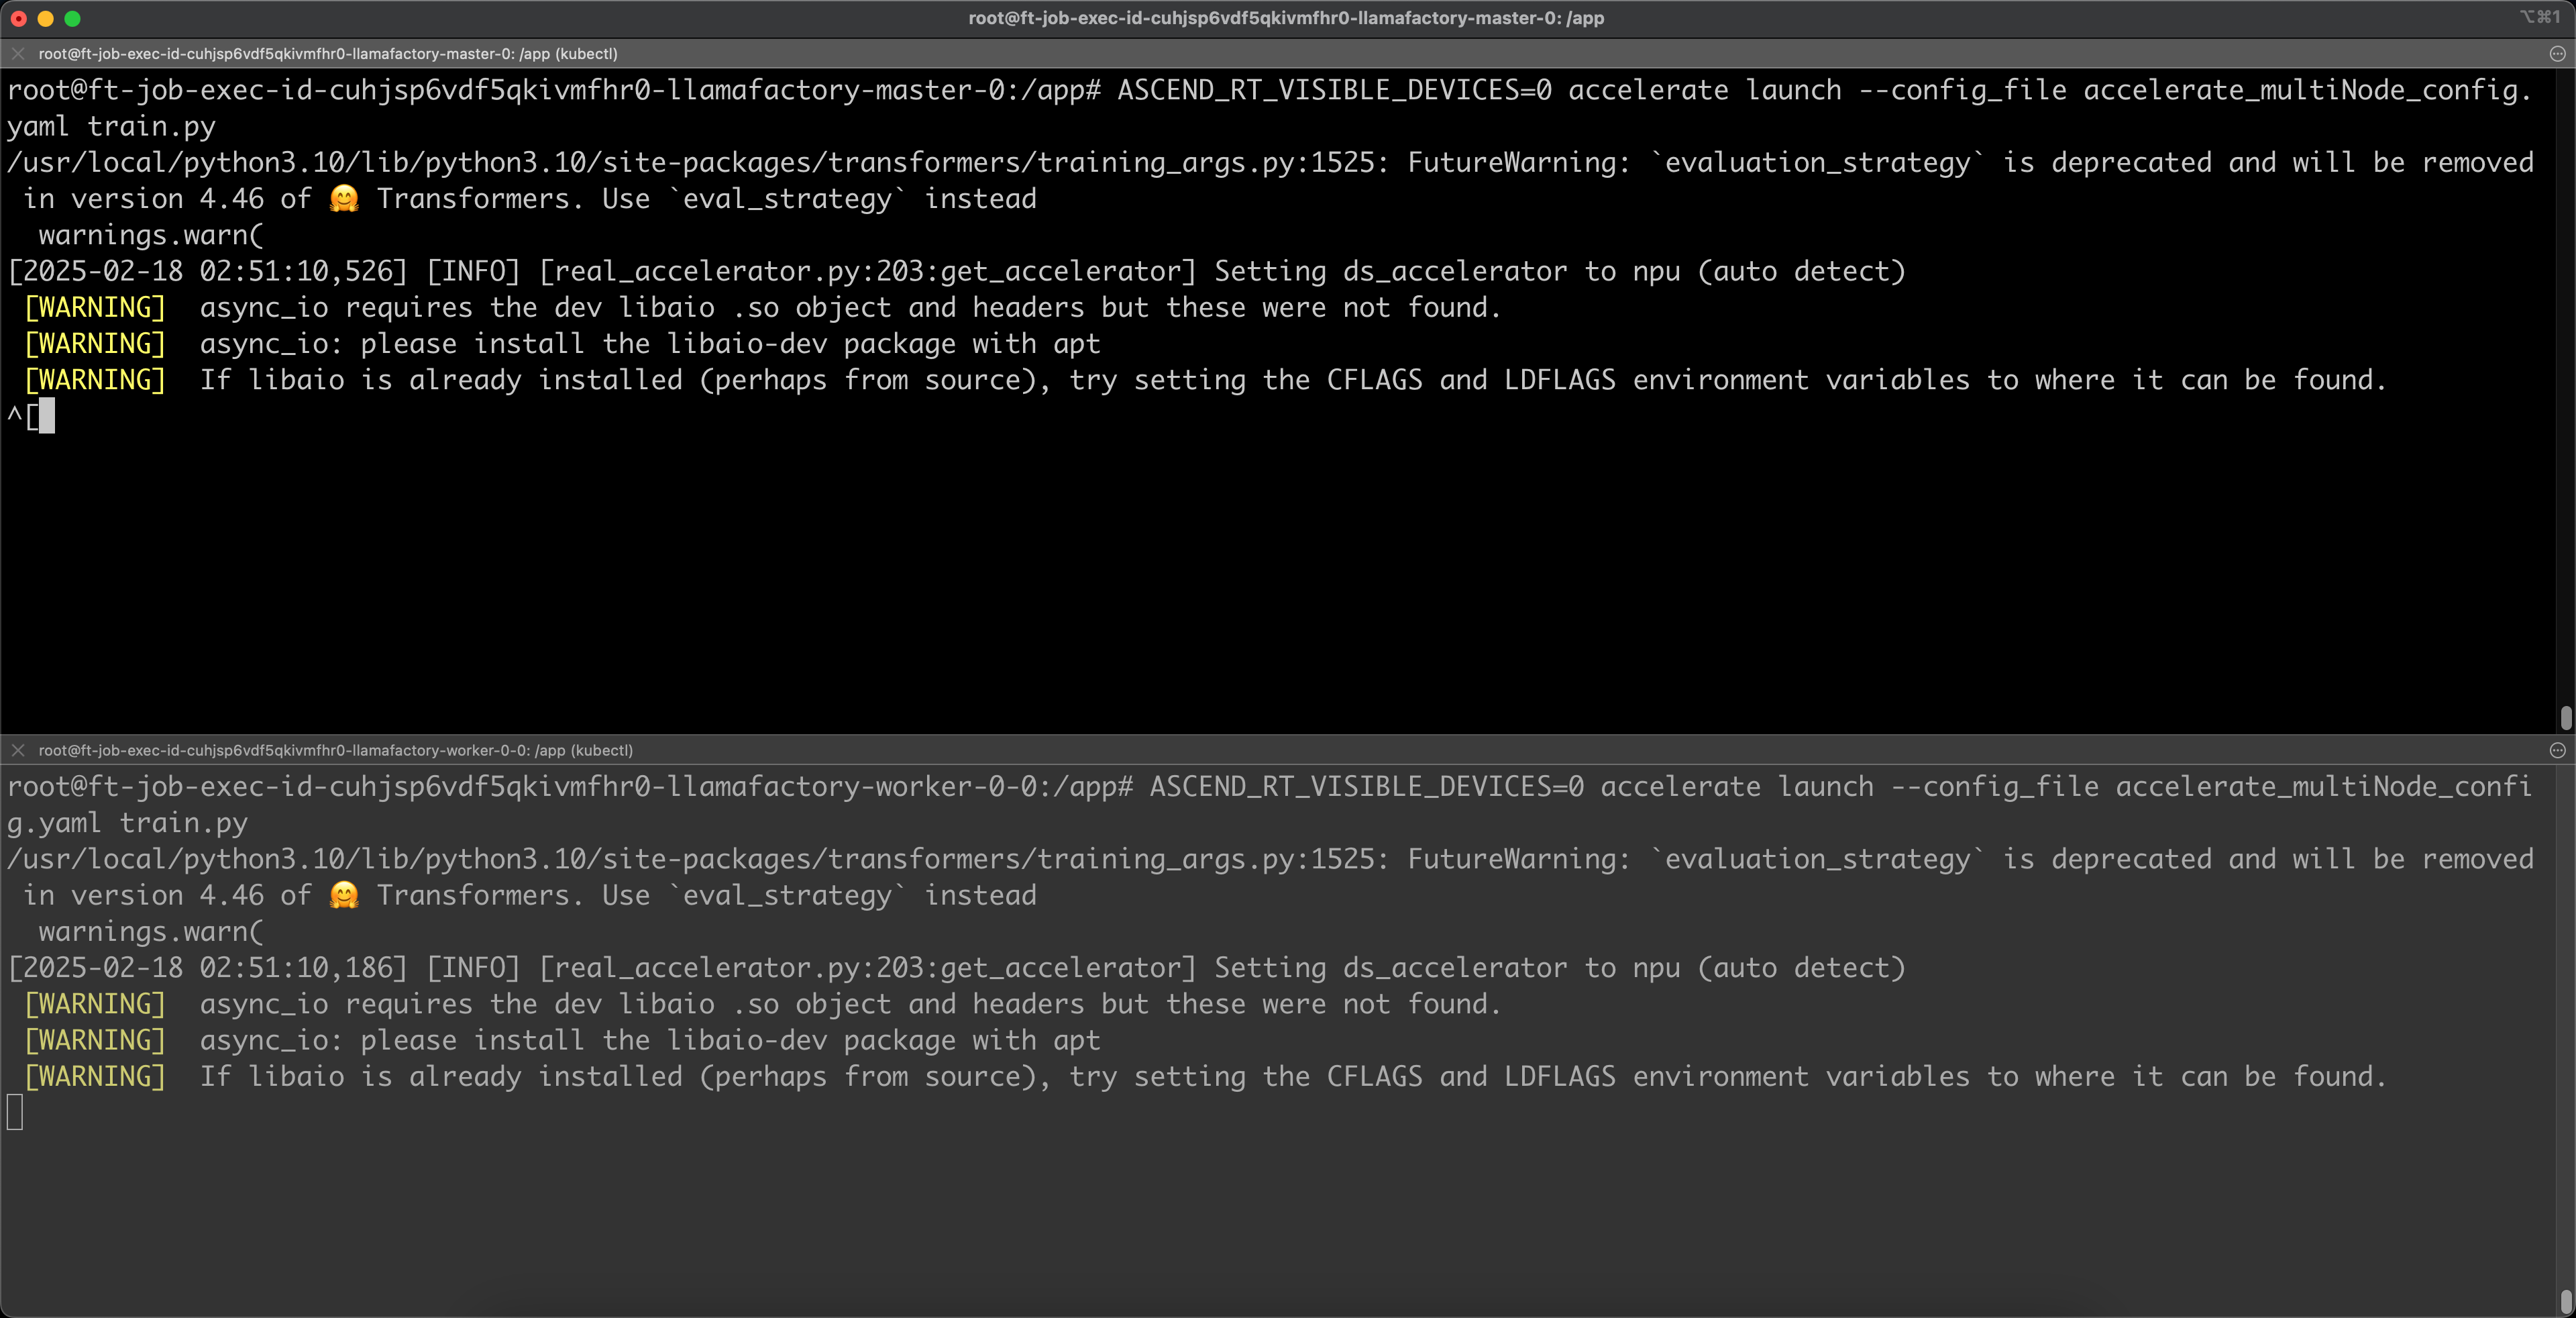 root@ft-job-exec-id-cuhjsp6vdf5qkivmfhr0-llamafactory-master-0: /app
⌥⌘1
root@ft-job-exec-id-cuhjsp6vdf5qkivmfhr0-llamafactory-master-0: /app (kubectl)
root@ft-job-exec-id-cuhjsp6vdf5qkivmfhr0-llamafactory-master-0:/app# ASCEND_RT_VISIBLE_DEVICES=0 accelerate launch --config_file accelerate_multiNode_config.
yaml train.py
/usr/local/python3.10/lib/python3.10/site-packages/transformers/training_args.py:1525: FutureWarning: `evaluation_strategy` is deprecated and will be removed
in version 4.46 of 🤗 Transformers. Use `eval_strategy` instead
warnings.warn(
[2025-02-18 02:51:10,526] [INFO] [real_accelerator.py:203:get_accelerator] Setting ds_accelerator to npu (auto detect)
[WARNING]  async_io requires the dev libaio .so object and headers but these were not found.
[WARNING]  async_io: please install the libaio-dev package with apt
[WARNING]  If libaio is already installed (perhaps from source), try setting the CFLAGS and LDFLAGS environment variables to where it can be found.
^[
root@ft-job-exec-id-cuhjsp6vdf5qkivmfhr0-llamafactory-worker-0-0: /app (kubectl)
root@ft-job-exec-id-cuhjsp6vdf5qkivmfhr0-llamafactory-worker-0-0:/app# ASCEND_RT_VISIBLE_DEVICES=0 accelerate launch --config_file accelerate_multiNode_confi
g.yaml train.py
/usr/local/python3.10/lib/python3.10/site-packages/transformers/training_args.py:1525: FutureWarning: `evaluation_strategy` is deprecated and will be removed
in version 4.46 of 🤗 Transformers. Use `eval_strategy` instead
warnings.warn(
[2025-02-18 02:51:10,186] [INFO] [real_accelerator.py:203:get_accelerator] Setting ds_accelerator to npu (auto detect)
[WARNING]  async_io requires the dev libaio .so object and headers but these were not found.
[WARNING]  async_io: please install the libaio-dev package with apt
[WARNING]  If libaio is already installed (perhaps from source), try setting the CFLAGS and LDFLAGS environment variables to where it can be found.